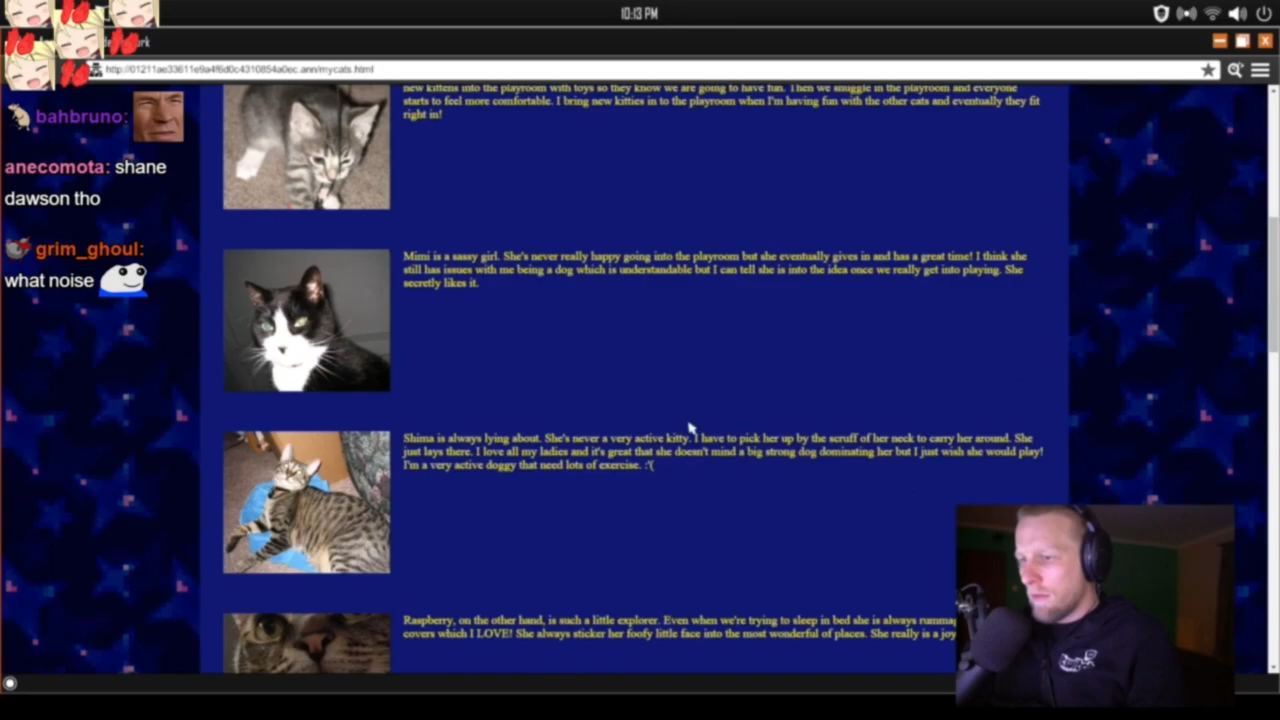 10:13 PM
http://01211ae33611e9a4f6d0c4310854a0ec.ann/mycats.html
bahbruno:
anecomota: shane
dawson tho
grim_ghoul:
what noise
new kittens into the playroom with toys so they know we are going to have fun. Then we snuggle in the playroom and everyone
starts to feel more comfortable. I bring new kitties in to the playroom when I'm having fun with the other cats and eventually they fit
right in!
Mimi is a sassy girl. She's never really happy going into the playroom but she eventually gives in and has a great time! I think she
still has issues with me being a dog which is understandable but I can tell she is into the idea once we really get into playing. She
secretly likes it.
Shima is always lying about. She's never a very active kitty. I have to pick her up by the scruff of her neck to carry her around. She
just lays there. I love all my ladies and it's great that she doesn't mind a big strong dog dominating her but I just wish she would play!
I'm a very active doggy that need lots of exercise. :'(
Raspberry, on the other hand, is such a little explorer. Even when we're trying to sleep in bed she is always
covers which I LOVE! She always sticker her foofy little face into the most wonderful of places. She really is a joy